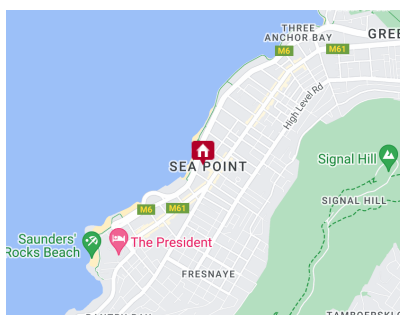 THREE
ANCHOR BAY
GREE
M6
M61
High Level Rd
Signal Hill
SEA POINT
SIGNAL HILL
M6
M61
Saunders'
Rocks Beach
The President
FRESNAYE